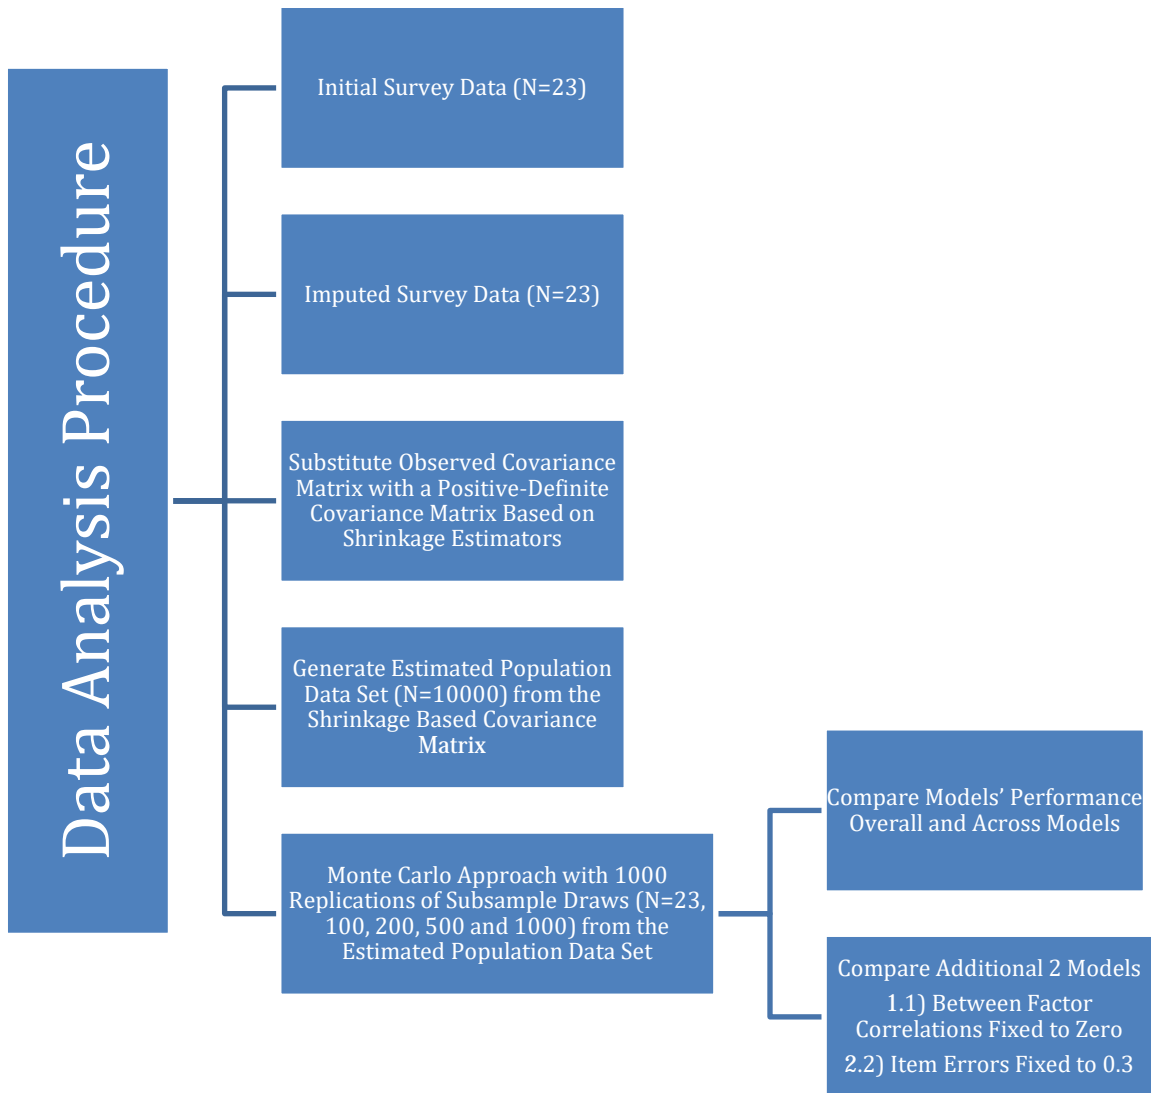 Data Analysis Procedure
Initial Survey Data (N=23)
Imputed Survey Data (N=23)
Substitute Observed Covariance
Matrix with a Positive-Definite
Covariance Matrix Based on
Shrinkage Estimators
Generate Estimated Population
Data Set (N=10000) from the
Shrinkage Based Covariance
Matrix
Monte Carlo Approach with 1000
Replications of Subsample Draws (N=23,
100, 200, 500 and 1000) from the
Estimated Population Data Set
Compare Models’ Performance
Overall and Across Models
Compare Additional 2 Models
1.1) Between Factor
Correlations Fixed to Zero
2.2) Item Errors Fixed to 0.3